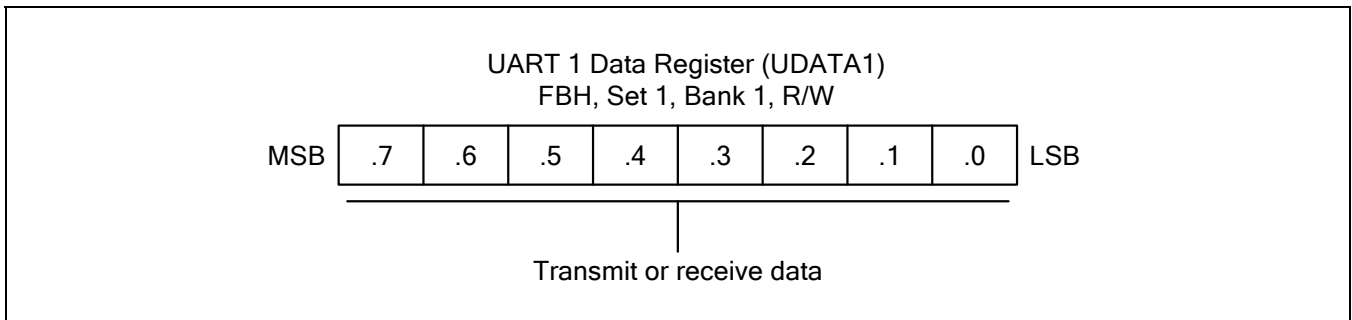 UART 1 Data Register (UDATA1)
FBH, Set 1, Bank 1, R/W
MSB .7 .6 .5 .4 .3 .2 .1 .0 LSB
Transmit or receive data